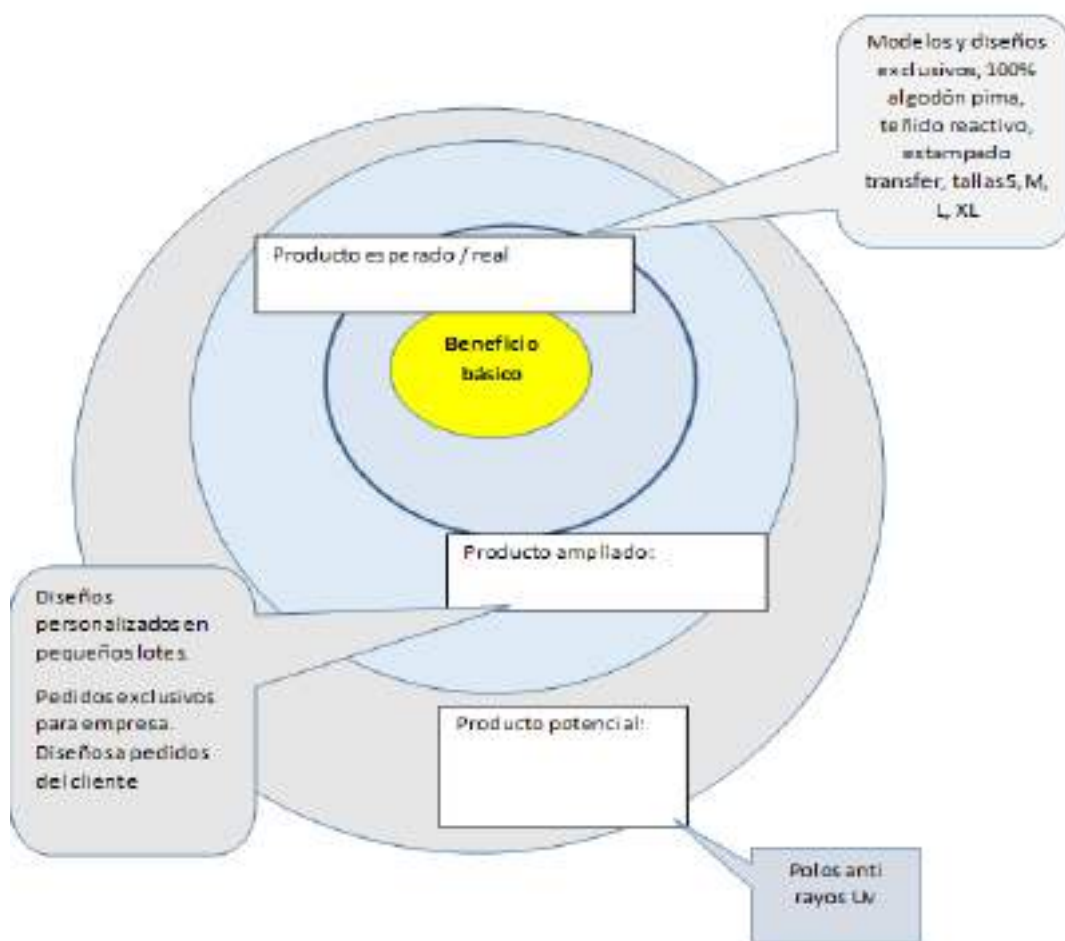 Modelos y diseños
exclusivos, 100%
algodón pima,
teñido reactivo,
estampado
transfer, tallas S, M,
L, XL
Producto esperado / real
Beneficio
básico
Producto ampliado:
Diseños
personalizados en
pequeños lotes.
Pedidos exclusivos
para empresa.
Diseños a pedidos
del cliente
Producto potencial:
Polos anti
rayos Uv